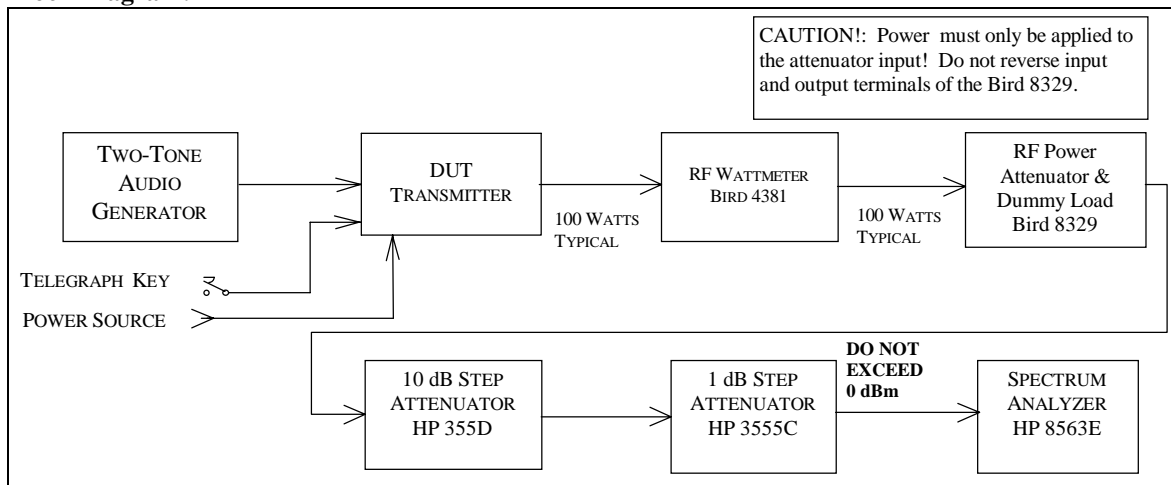 CAUTION!: Power must only be applied to
the attenuator input! Do not reverse input
and output terminals of the Bird 8329.
TWO-TONE
AUDIO
GENERATOR
DUT
TRANSMITTER
RF WATTMETER
BIRD 4381
RF Power
Attenuator &
Dummy Load
Bird 8329
100 WATTS
TYPICAL
100 WATTS
TYPICAL
TELEGRAPH KEY
POWER SOURCE
10 dB STEP
ATTENUATOR
HP 355D
1 dB STEP
ATTENUATOR
HP 3555C
DO NOT
EXCEED
0 dBm
SPECTRUM
ANALYZER
HP 8563E